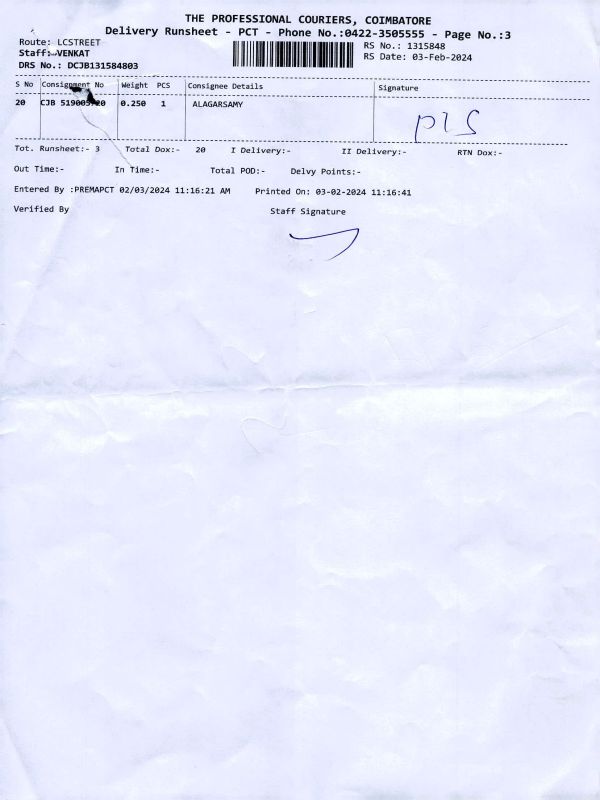 THE PROFESSIONAL COURIERS, COIMBATORE
Delivery Runsheet - PCT - Phone No.:0422-3505555 - Page No.:3
Route: LCSTREET
RS No.: 1315848
Staff: VENKAT
RS Date: 03-Feb-2024
DRS No.: DCJB131584803
S No Consignment No Weight PCS Consignee Details Signature
20 CJB 0.250 1 ALAGARSAMY
Tot. Runsheet:- 3 Total Dox:- 20 I Delivery:- II Delivery:- RTN Dox:-
Out Time:- In Time:- Total POD:- Delvy Points:-
Entered By :PREMAPCT 02/03/2024 11:16:21 AM Printed On: 03-02-2024 11:16:41
Verified By Staff Signature